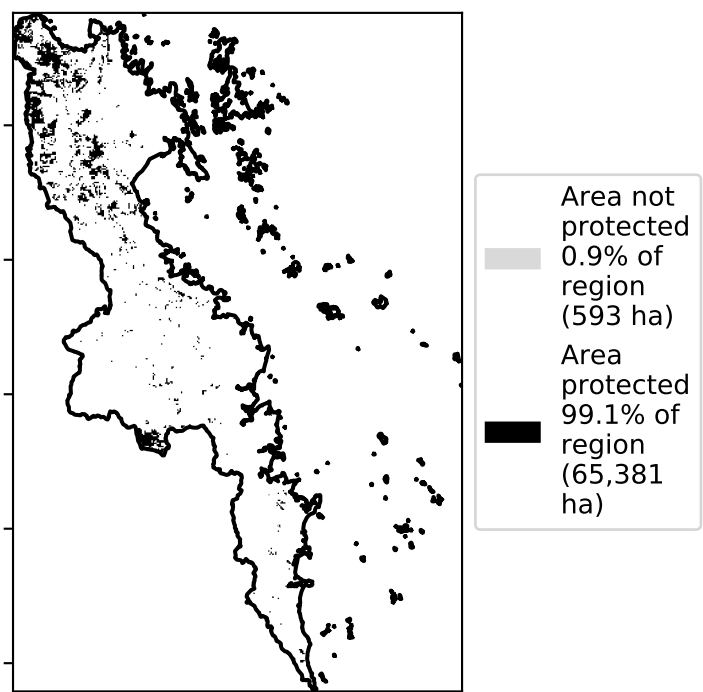 Area not
protected
0.9% of
region
(593 ha)
Area
protected
99.1% of
region
(65,381
ha)